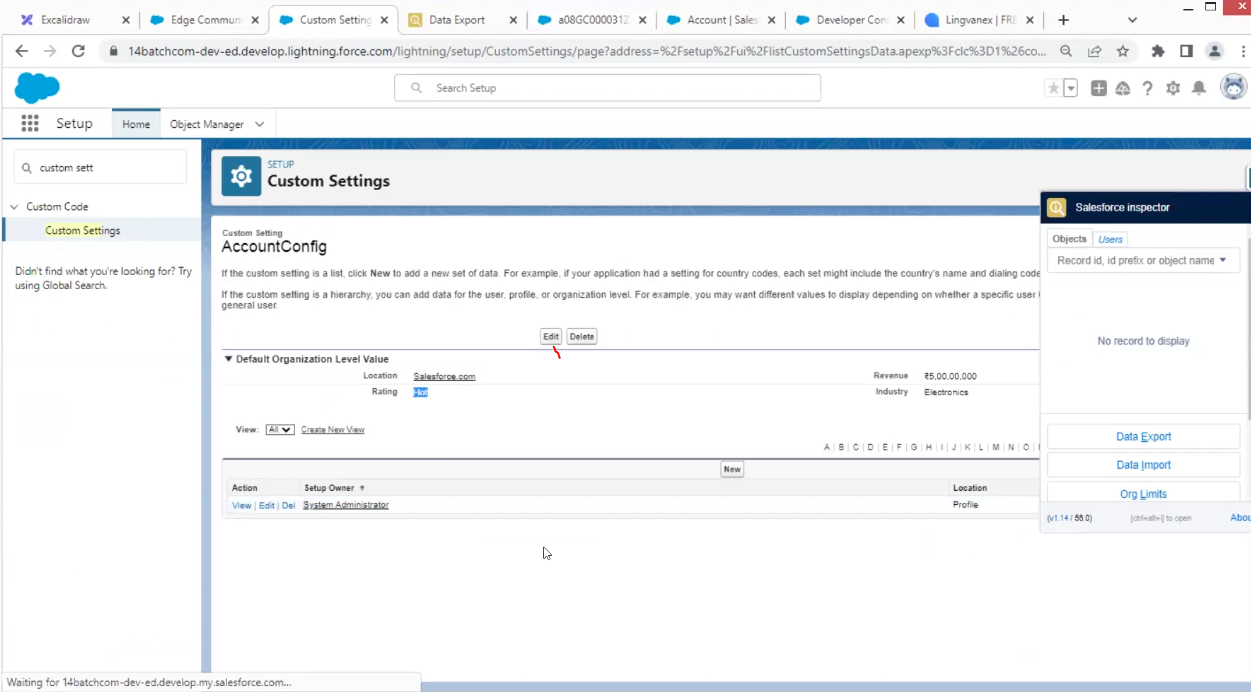 Excalidraw
Edge Commun
Custom Setting
Data Export
a08GC000031Z
Account | Sales
Developer Con
Lingvanex | FRE
14batchcom-dev-ed.develop.lightning.force.com/lightning/setup/CustomSettings/page?address=%2Fsetup%2Fui%2FlistCustomSettingsData.apexp%3Fclc%3D1%26co...
Search Setup
Setup
Home
Object Manager
custom sett
Custom Code
Custom Settings
Didn't find what you're looking for? Try
using Global Search.
SETUP
Custom Settings
Custom Setting
AccountConfig
If the custom setting is a list, click New to add a new set of data. For example, if your application had a setting for country codes, each set might include the country's name and dialing code
If the custom setting is a hierarchy, you can add data for the user, profile, or organization level. For example, you may want different values to display depending on whether a specific user i
general user.
Edit Delete
Default Organization Level Value
Location Salesforce.com Revenue ₹5,00,00,000
Rating Hot Industry Electronics
View: All Create New View
A | B | C | D | E | F | G | H | I | J | K | L | M | N | O |
New
Action Setup Owner Location
View | Edit | Del System Administrator Profile
Salesforce inspector
Objects Users
Record id, id prefix or object name
No record to display
Data Export
Data Import
Org Limits
(v1.14 / 55.0) [ctrl+alt+i] to open Abou
Waiting for 14batchcom-dev-ed.develop.my.salesforce.com...